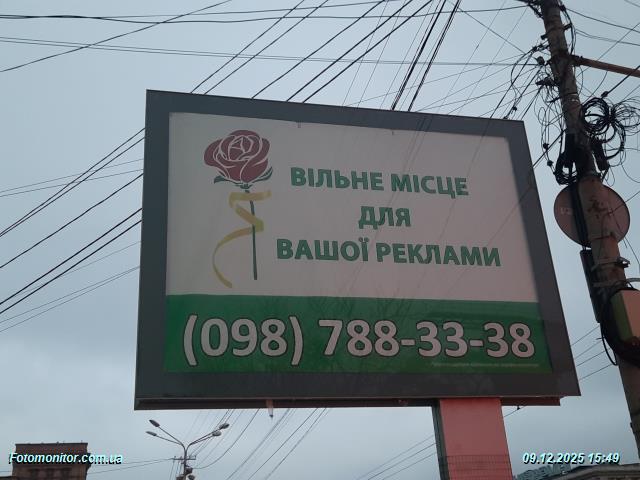 ВІЛЬНЕ МІСЦЕ
ДЛЯ
ВАШОЇ РЕКЛАМИ
(098) 788-33-38
Fotomonitor.com.ua
09.12.2025 15:49